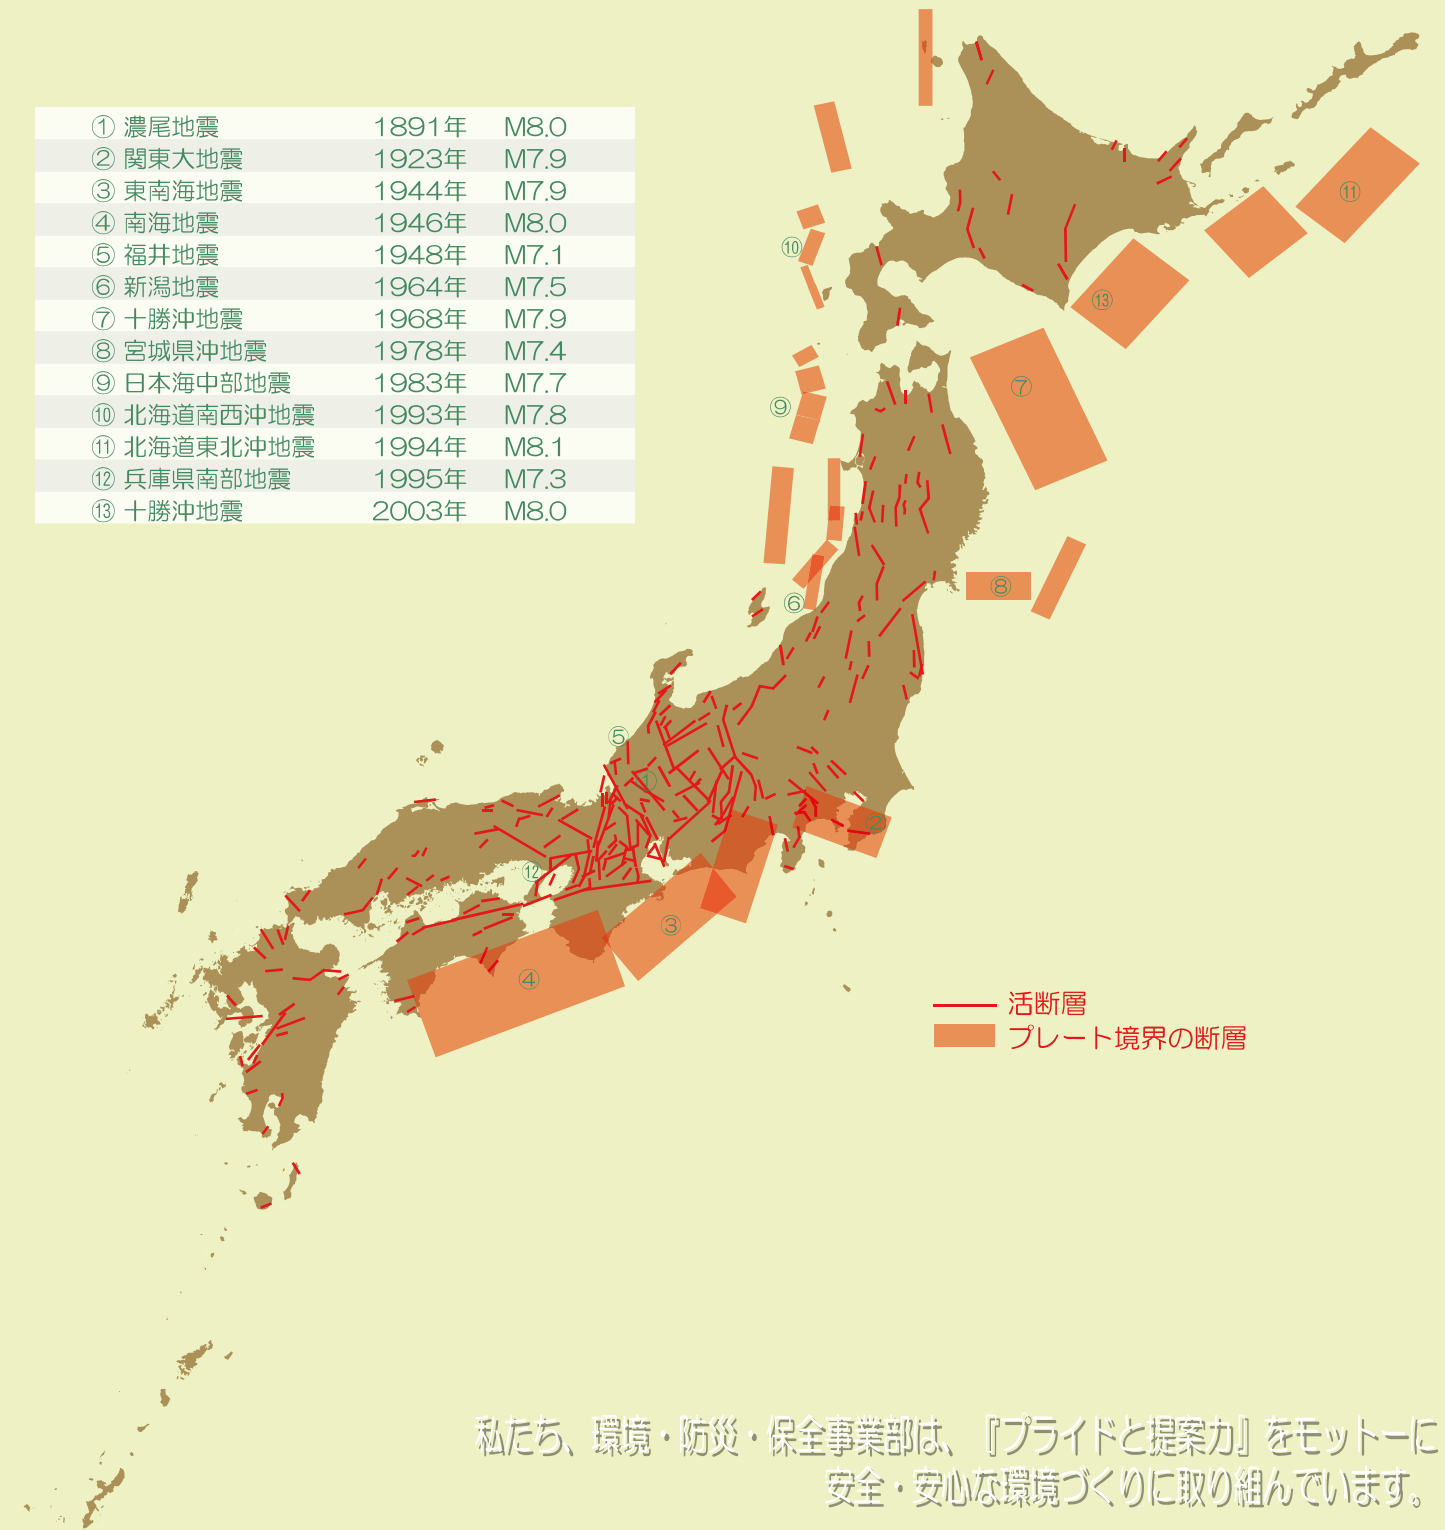 ① 濃尾地震 1891年 M8.0
② 関東大地震 1923年 M7.9
③ 東南海地震 1944年 M7.9
④ 南海地震 1946年 M8.0
⑤ 福井地震 1948年 M7.1
⑥ 新潟地震 1964年 M7.5
⑦ 十勝沖地震 1968年 M7.9
⑧ 宮城県沖地震 1978年 M7.4
⑨ 日本海中部地震 1983年 M7.7
⑩ 北海道南西沖地震 1993年 M7.8
⑪ 北海道東北沖地震 1994年 M8.1
⑫ 兵庫県南部地震 1995年 M7.3
⑬ 十勝沖地震 2003年 M8.0
⑪
⑩
⑬
⑦
⑨
⑧
⑥
⑤
①
②
⑫
③
④
活断層
プレート境界の断層
私たち、環境・防災・保全事業部は、『プライドと提案力』をモットーに
安全・安心な環境づくりに取り組んでいます。